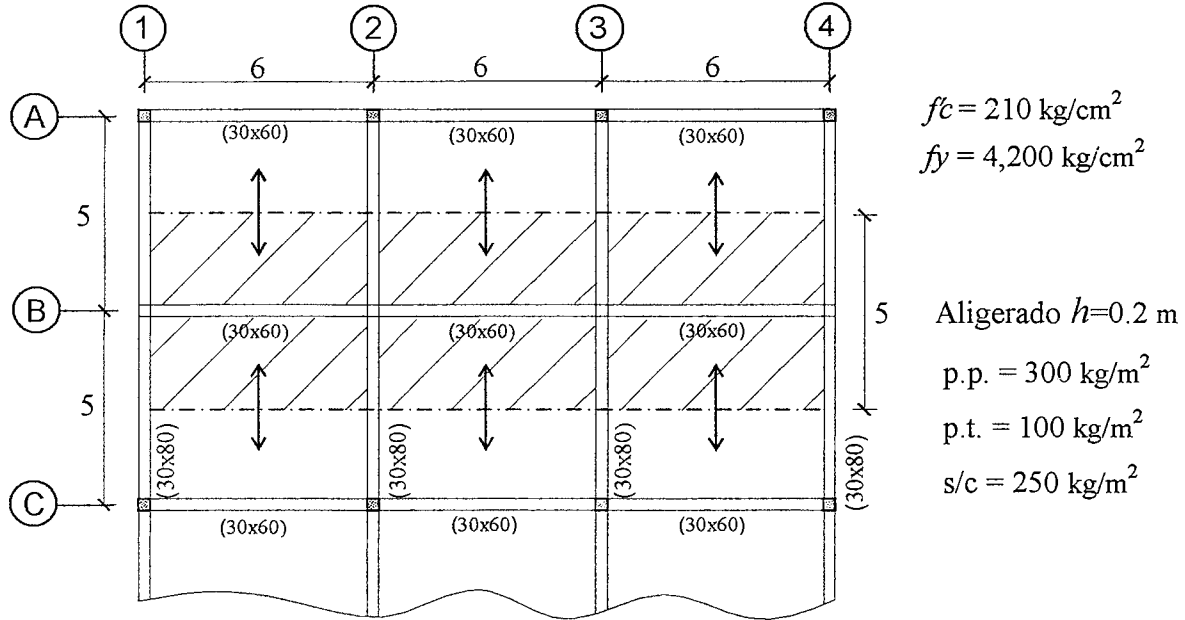 1 2 3 4
6 6 6
A
(30x60) (30x60) (30x60)
f'c = 210 kg/cm²
fy = 4,200 kg/cm²
5
B
(30x60) (30x60) (30x60)
5
Aligerado h=0.2 m
p.p. = 300 kg/m²
5
p.t. = 100 kg/m²
s/c = 250 kg/m²
(30x80) (30x80) (30x80) (30x80)
C
(30x60) (30x60) (30x60)